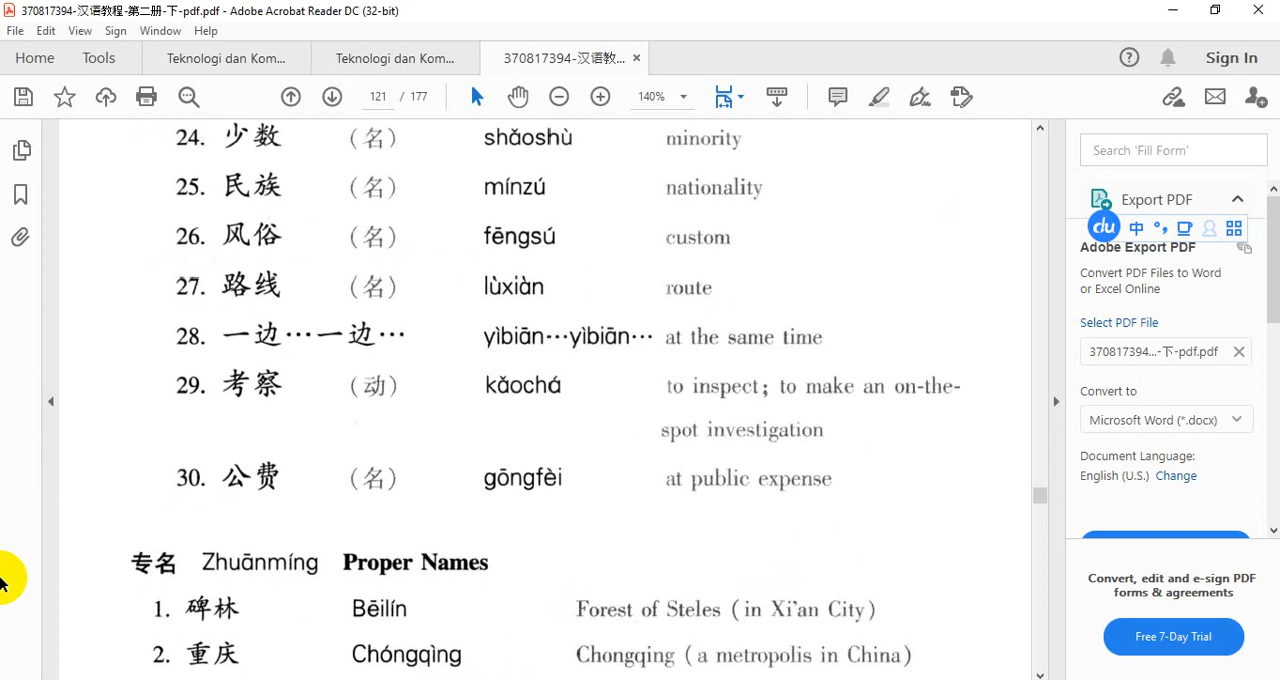 370817394-汉语教程-第二册-下-pdf.pdf - Adobe Acrobat Reader DC (32-bit)
File Edit View Sign Window Help
Home Tools Teknologi dan Kom... Teknologi dan Kom... 370817394-汉语教... × Sign In
121 / 177 140%
24. 少数 （名） shǎoshù minority
25. 民族 （名） mínzú nationality
26. 风俗 （名） fēngsú custom
27. 路线 （名） lùxiàn route
28. 一边…一边… yìbiān…yìbiān… at the same time
29. 考察 （动） kǎochá to inspect; to make an on-the-
spot investigation
30. 公费 （名） gōngfèi at public expense
专名 Zhuānmíng Proper Names
1. 碑林 Bēilín Forest of Steles (in Xi'an City)
2. 重庆 Chóngqìng Chongqing (a metropolis in China)
Search 'Fill Form'
Export PDF
du 中 °,
Adobe Export PDF
Convert PDF Files to Word
or Excel Online
Select PDF File
370817394...-下-pdf.pdf
Convert to
Microsoft Word (*.docx)
Document Language:
English (U.S.) Change
Convert, edit and e-sign PDF
forms & agreements
Free 7-Day Trial